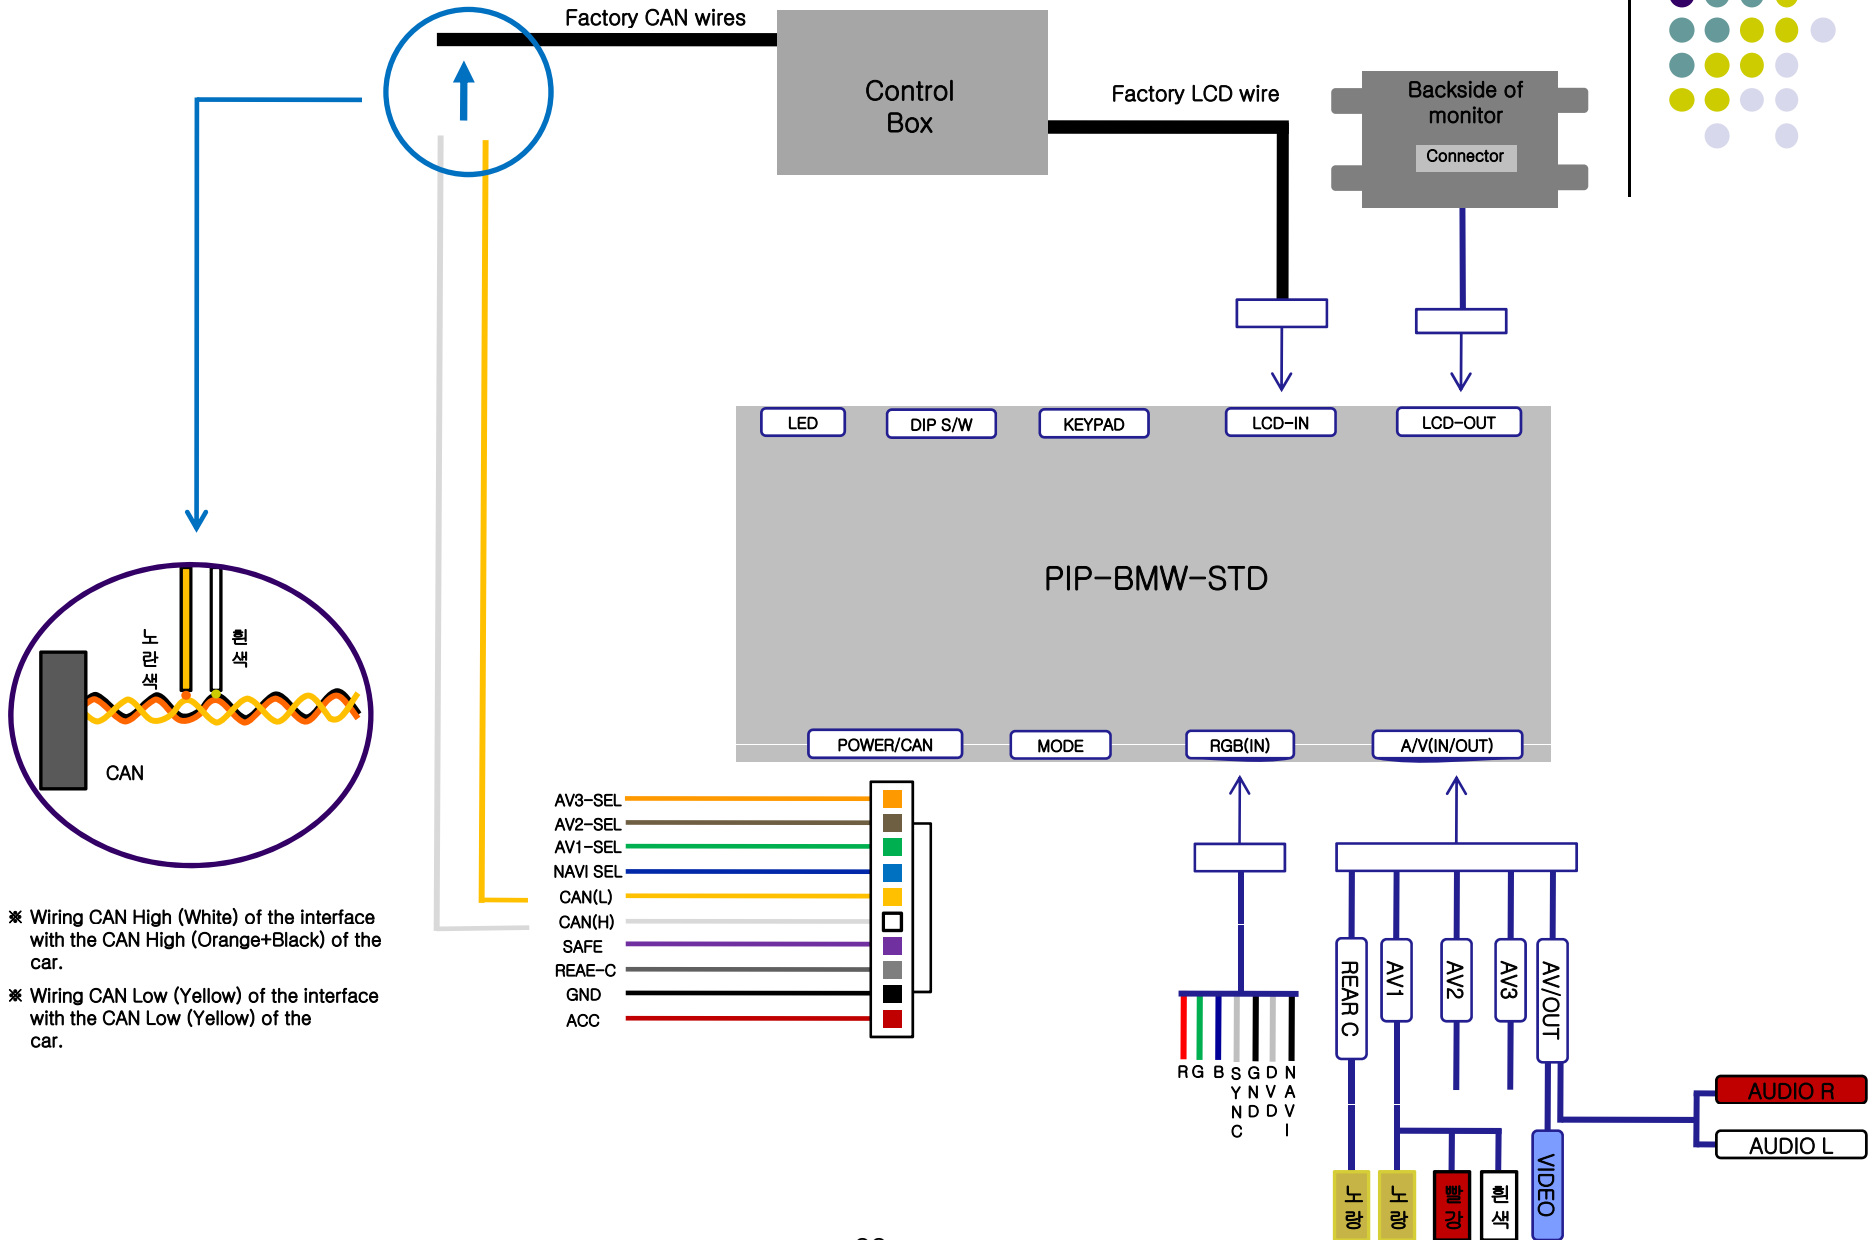 Factory CAN wires
Control
Box
Factory LCD wire
Backside of
monitor
Connector
LED
DIP S/W
KEYPAD
LCD-IN
LCD-OUT
PIP-BMW-STD
노란색
흰색
CAN
POWER/CAN
MODE
RGB(IN)
A/V(IN/OUT)
AV3-SEL
AV2-SEL
AV1-SEL
NAVI SEL
CAN(L)
CAN(H)
SAFE
REAE-C
GND
ACC
※ Wiring CAN High (White) of the interface
with the CAN High (Orange+Black) of the
car.
※ Wiring CAN Low (Yellow) of the interface
with the CAN Low (Yellow) of the
car.
R
G
B
SYNC
GND
DVD
NAVI
REAR C
AV1
AV2
AV3
AV/OUT
AUDIO R
AUDIO L
VIDEO
노랑
노랑
빨강
흰색